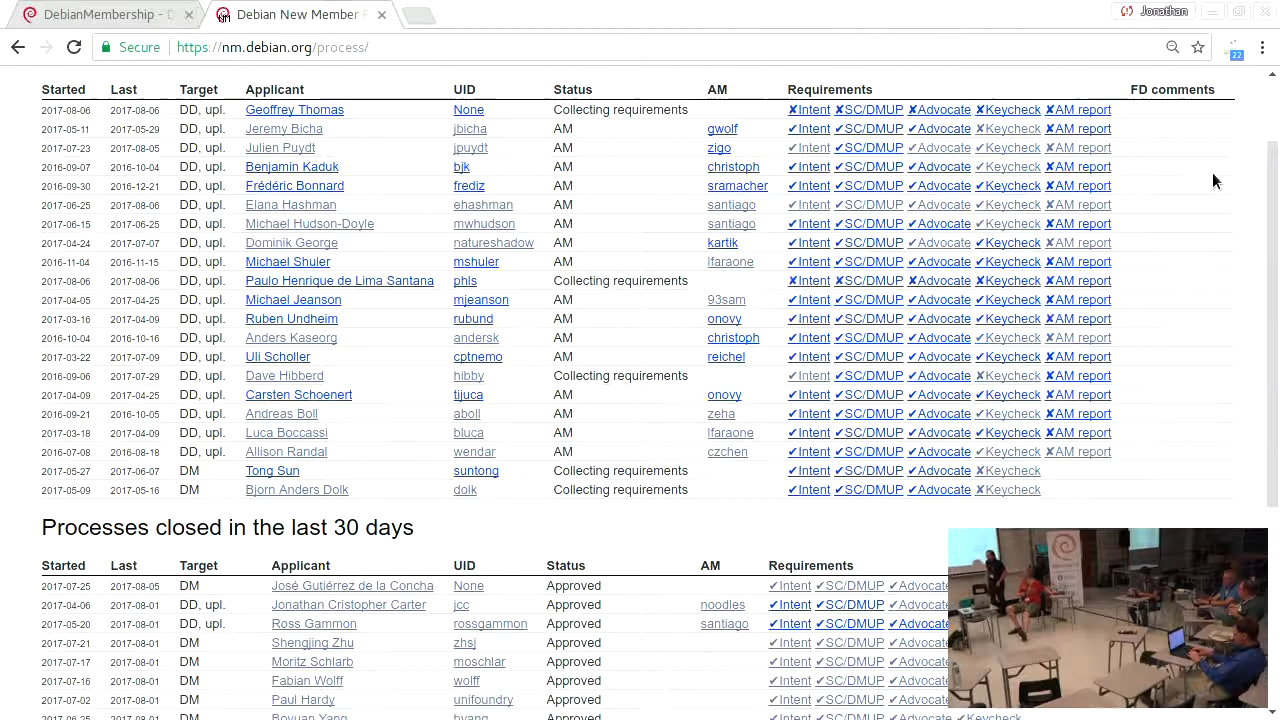 DebianMembership - D
Debian New Member P
Jonathan
Secure https://nm.debian.org/process/
22
Started Last Target Applicant UID Status AM Requirements FD comments
2017-08-06 2017-08-06 DD, upl. Geoffrey Thomas None Collecting requirements ✘Intent ✘SC/DMUP ✘Advocate ✘Keycheck ✘AM report
2017-05-11 2017-05-29 DD, upl. Jeremy Bicha jbicha AM gwolf ✔Intent ✔SC/DMUP ✔Advocate ✘Keycheck ✘AM report
2017-07-23 2017-08-05 DD, upl. Julien Puydt jpuydt AM zigo ✔Intent ✔SC/DMUP ✔Advocate ✔Keycheck ✘AM report
2016-09-07 2016-10-04 DD, upl. Benjamin Kaduk bjk AM christoph ✔Intent ✔SC/DMUP ✔Advocate ✔Keycheck ✘AM report
2016-09-30 2016-12-21 DD, upl. Frédéric Bonnard frediz AM sramacher ✔Intent ✔SC/DMUP ✔Advocate ✔Keycheck ✘AM report
2016-06-25 2017-08-06 DD, upl. Elana Hashman ehashman AM santiago ✔Intent ✔SC/DMUP ✔Advocate ✔Keycheck ✘AM report
2016-06-15 2017-06-25 DD, upl. Michael Hudson-Doyle mwhudson AM santiago ✔Intent ✔SC/DMUP ✔Advocate ✔Keycheck ✘AM report
2017-04-24 2017-07-07 DD, upl. Dominik George natureshadow AM kartik ✔Intent ✔SC/DMUP ✔Advocate ✔Keycheck ✘AM report
2016-11-04 2016-11-15 DD, upl. Michael Shuler mshuler AM lfaraone ✔Intent ✔SC/DMUP ✔Advocate ✔Keycheck ✘AM report
2017-08-06 2017-08-06 DD, upl. Paulo Henrique de Lima Santana phls Collecting requirements ✘Intent ✘SC/DMUP ✘Advocate ✘Keycheck ✘AM report
2017-04-05 2017-04-25 DD, upl. Michael Jeanson mjeanson AM 93sam ✔Intent ✔SC/DMUP ✔Advocate ✔Keycheck ✘AM report
2017-03-16 2017-04-09 DD, upl. Ruben Undheim rubund AM onovy ✔Intent ✔SC/DMUP ✔Advocate ✔Keycheck ✘AM report
2016-10-04 2016-10-16 DD, upl. Anders Kaseorg andersk AM christoph ✔Intent ✔SC/DMUP ✔Advocate ✔Keycheck ✘AM report
2017-03-22 2017-07-09 DD, upl. Uli Scholler cptnemo AM reichel ✔Intent ✔SC/DMUP ✔Advocate ✔Keycheck ✘AM report
2016-09-06 2017-07-29 DD, upl. Dave Hibberd hibby Collecting requirements ✔Intent ✔SC/DMUP ✔Advocate ✘Keycheck ✘AM report
2017-04-09 2017-04-25 DD, upl. Carsten Schoenert tijuca AM onovy ✔Intent ✔SC/DMUP ✔Advocate ✔Keycheck ✘AM report
2016-09-21 2016-10-05 DD, upl. Andreas Boll aboll AM zeha ✔Intent ✔SC/DMUP ✔Advocate ✔Keycheck ✘AM report
2017-03-18 2017-04-09 DD, upl. Luca Boccassi bluca AM lfaraone ✔Intent ✔SC/DMUP ✔Advocate ✔Keycheck ✘AM report
2016-07-08 2016-08-18 DD, upl. Allison Randal wendar AM czchen ✔Intent ✔SC/DMUP ✔Advocate ✔Keycheck ✘AM report
2017-05-27 2017-06-07 DM Tong Sun suntong Collecting requirements ✔Intent ✔SC/DMUP ✔Advocate ✘Keycheck
2017-05-09 2017-05-16 DM Bjorn Anders Dolk dolk Collecting requirements ✔Intent ✔SC/DMUP ✔Advocate ✘Keycheck
Processes closed in the last 30 days
Started Last Target Applicant UID Status AM Requirements
2017-07-25 2017-08-05 DM José Gutiérrez de la Concha None Approved ✔Intent ✔SC/DMUP ✔Advocate
2017-04-06 2017-08-01 DD, upl. Jonathan Cristopher Carter jcc Approved noodles ✔Intent ✔SC/DMUP ✔Advocate
2017-05-20 2017-08-01 DD, upl. Ross Gammon rossgammon Approved santiago ✔Intent ✔SC/DMUP ✔Advocate
2017-07-21 2017-08-01 DM Shengjing Zhu zhsj Approved ✔Intent ✔SC/DMUP ✔Advocate
2017-07-17 2017-08-01 DM Moritz Schlarb moschlar Approved ✔Intent ✔SC/DMUP ✔Advocate
2017-07-16 2017-08-01 DM Fabian Wolff wolff Approved ✔Intent ✔SC/DMUP ✔Advocate
2017-07-02 2017-08-01 DM Paul Hardy unifoundry Approved ✔Intent ✔SC/DMUP ✔Advocate
2017-06-25 2017-08-01 DM Boyuan Yang byang Approved ✔Intent ✔SC/DMUP ✔Advocate ✔Keycheck